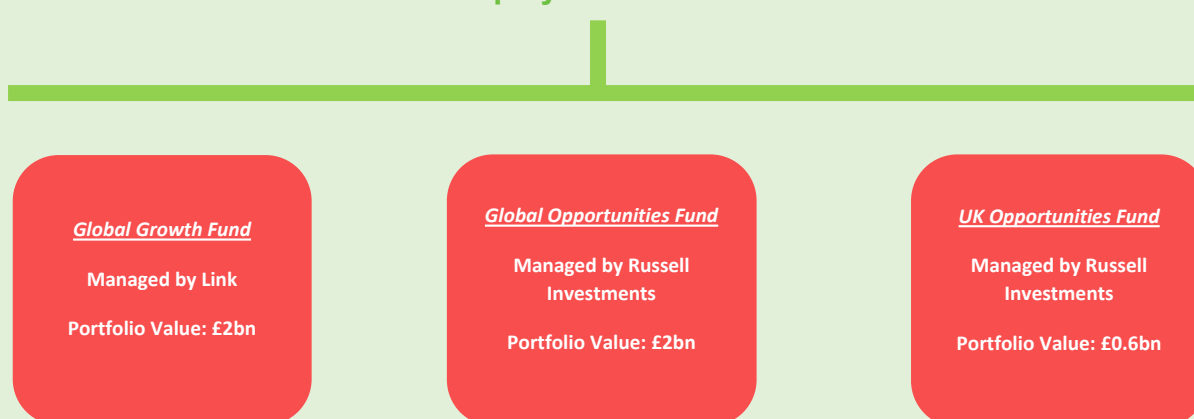 Global Growth Fund
Managed by Link
Portfolio Value: £2bn
Global Opportunities Fund
Managed by Russell
Investments
Portfolio Value: £2bn
UK Opportunities Fund
Managed by Russell
Investments
Portfolio Value: £0.6bn